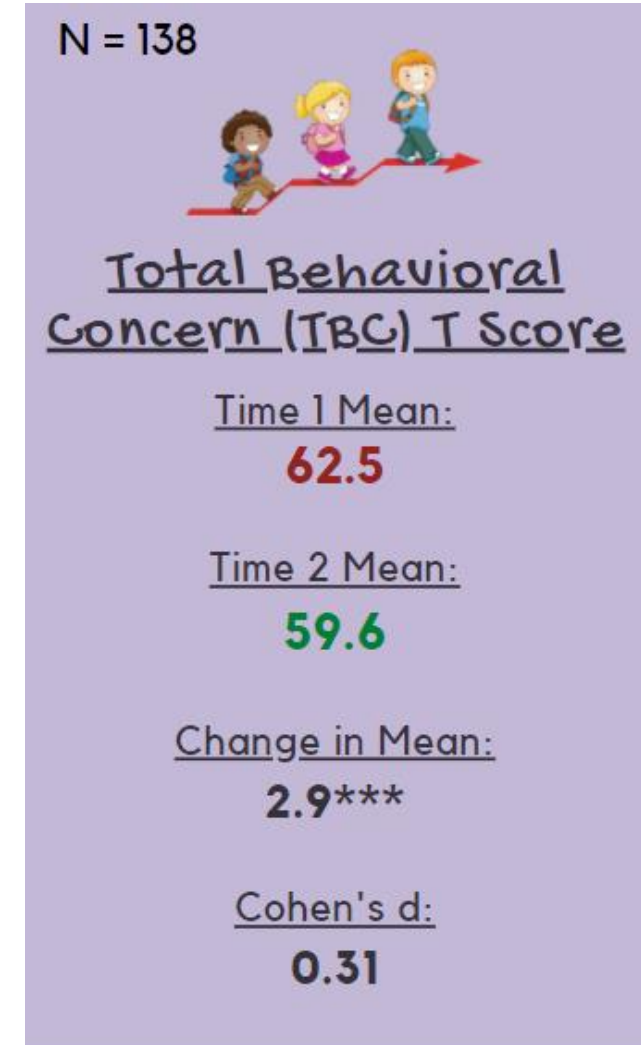 N = 138
Total Behavioral
Concern (TBC) T Score
Time 1 Mean:
62.5
Time 2 Mean:
59.6
Change in Mean:
2.9***
Cohen's d:
0.31